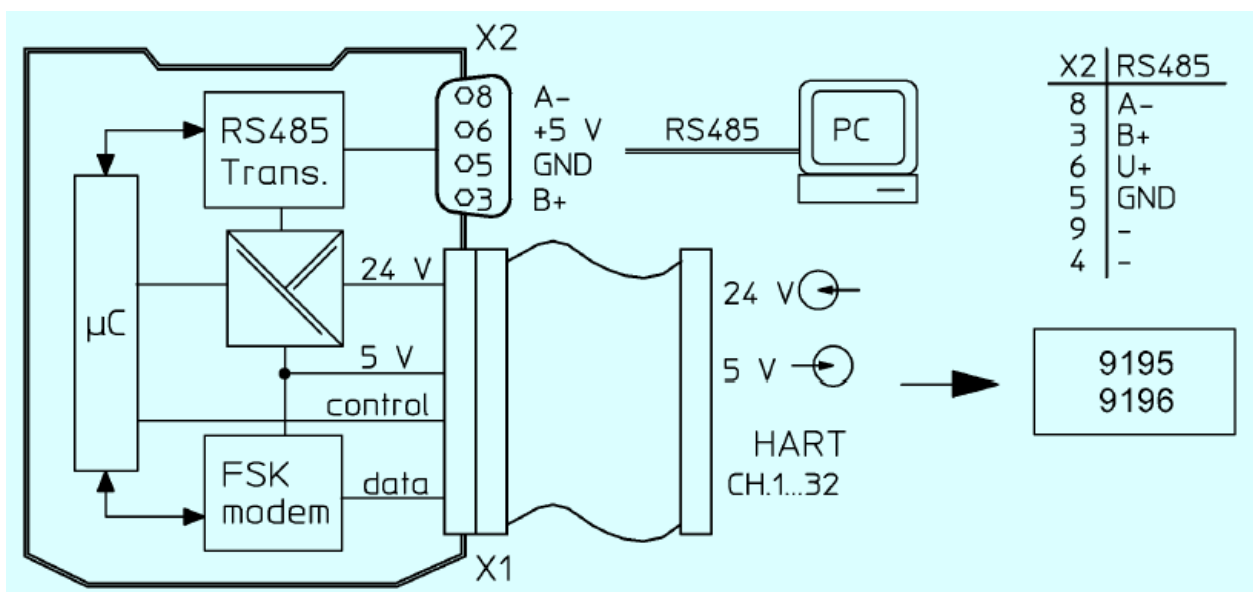 X2
RS485
Trans.
8 A-
6 +5 V
5 GND
3 B+
RS485
PC
X2 RS485
8 A-
3 B+
6 U+
5 GND
9 -
4 -
µC
24 V
5 V
control
FSK
modem
data
X1
24 V
5 V
HART
CH.1...32
9195
9196